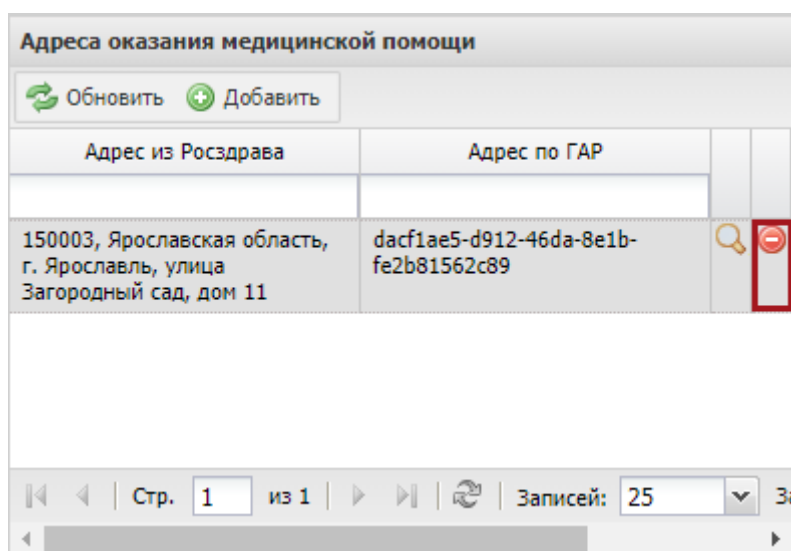 Адреса оказания медицинской помощи
Обновить Добавить
Адрес из Росздрава Адрес по ГАР
150003, Ярославская область, dacf1ae5-d912-46da-8e1b-
г. Ярославль, улица fe2b81562c89
Загородный сад, дом 11
Стр. 1 из 1 Записей: 25